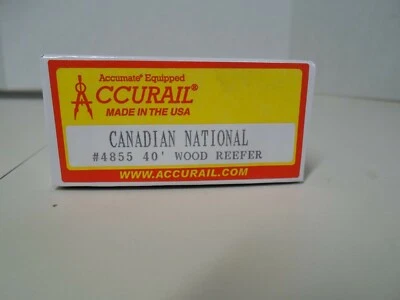 Accumate® Equipped
ACCURAIL®
MADE IN THE USA
CANADIAN NATIONAL
#4855 40' WOOD REEFER
WWW.ACCURAIL.COM